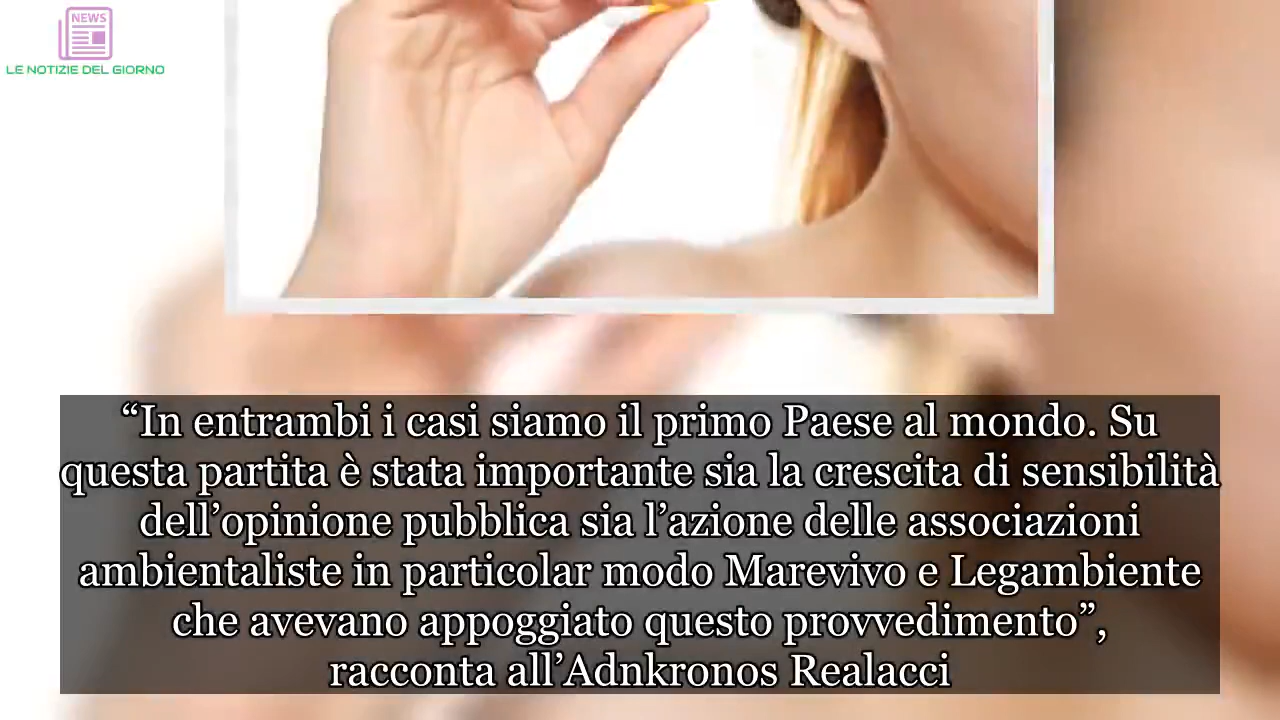 NEWS
LE NOTIZIE DEL GIORNO
“In entrambi i casi siamo il primo Paese al mondo. Su
questa partita è stata importante sia la crescita di sensibilità
dell’opinione pubblica sia l’azione delle associazioni
ambientaliste in particolar modo Marevivo e Legambiente
che avevano appoggiato questo provvedimento”,
racconta all’Adnkronos Realacci